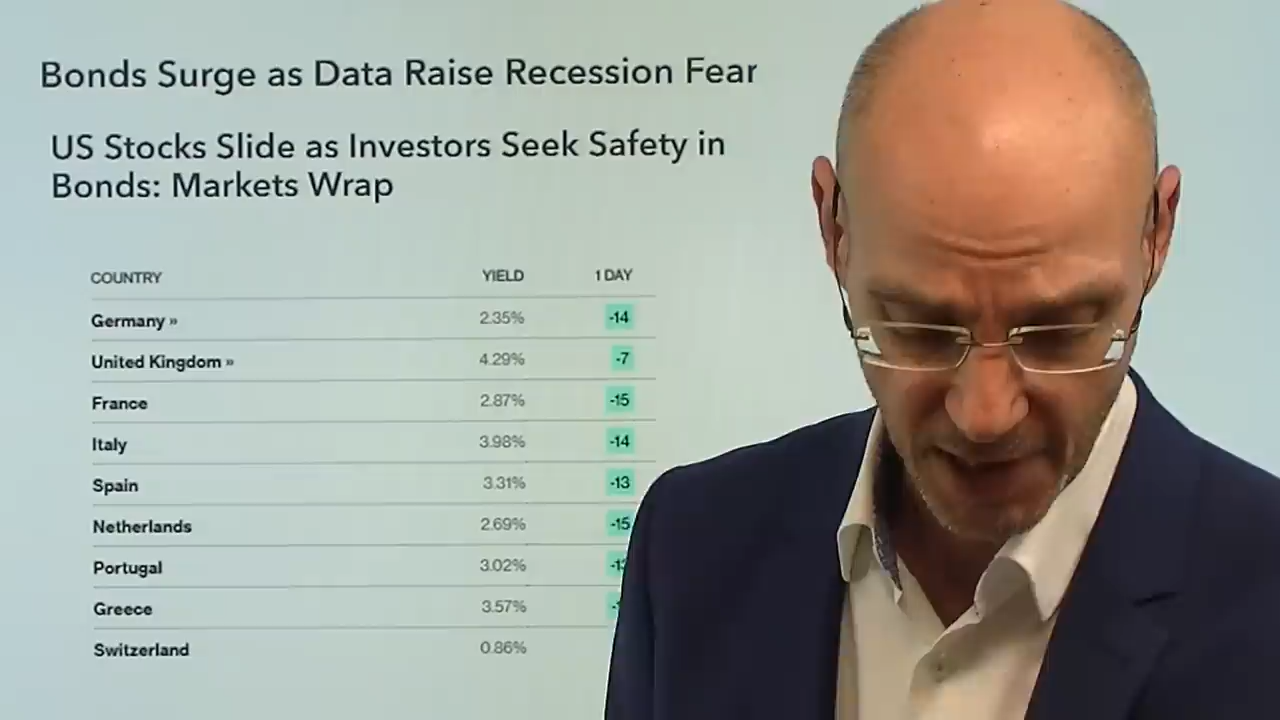 Bonds Surge as Data Raise Recession Fear
US Stocks Slide as Investors Seek Safety in
Bonds: Markets Wrap
COUNTRY YIELD 1 DAY
Germany » 2.35% -14
United Kingdom » 4.29% -7
France 2.87% -15
Italy 3.98% -14
Spain 3.31% -13
Netherlands 2.69% -15
Portugal 3.02%
Greece 3.57%
Switzerland 0.86%